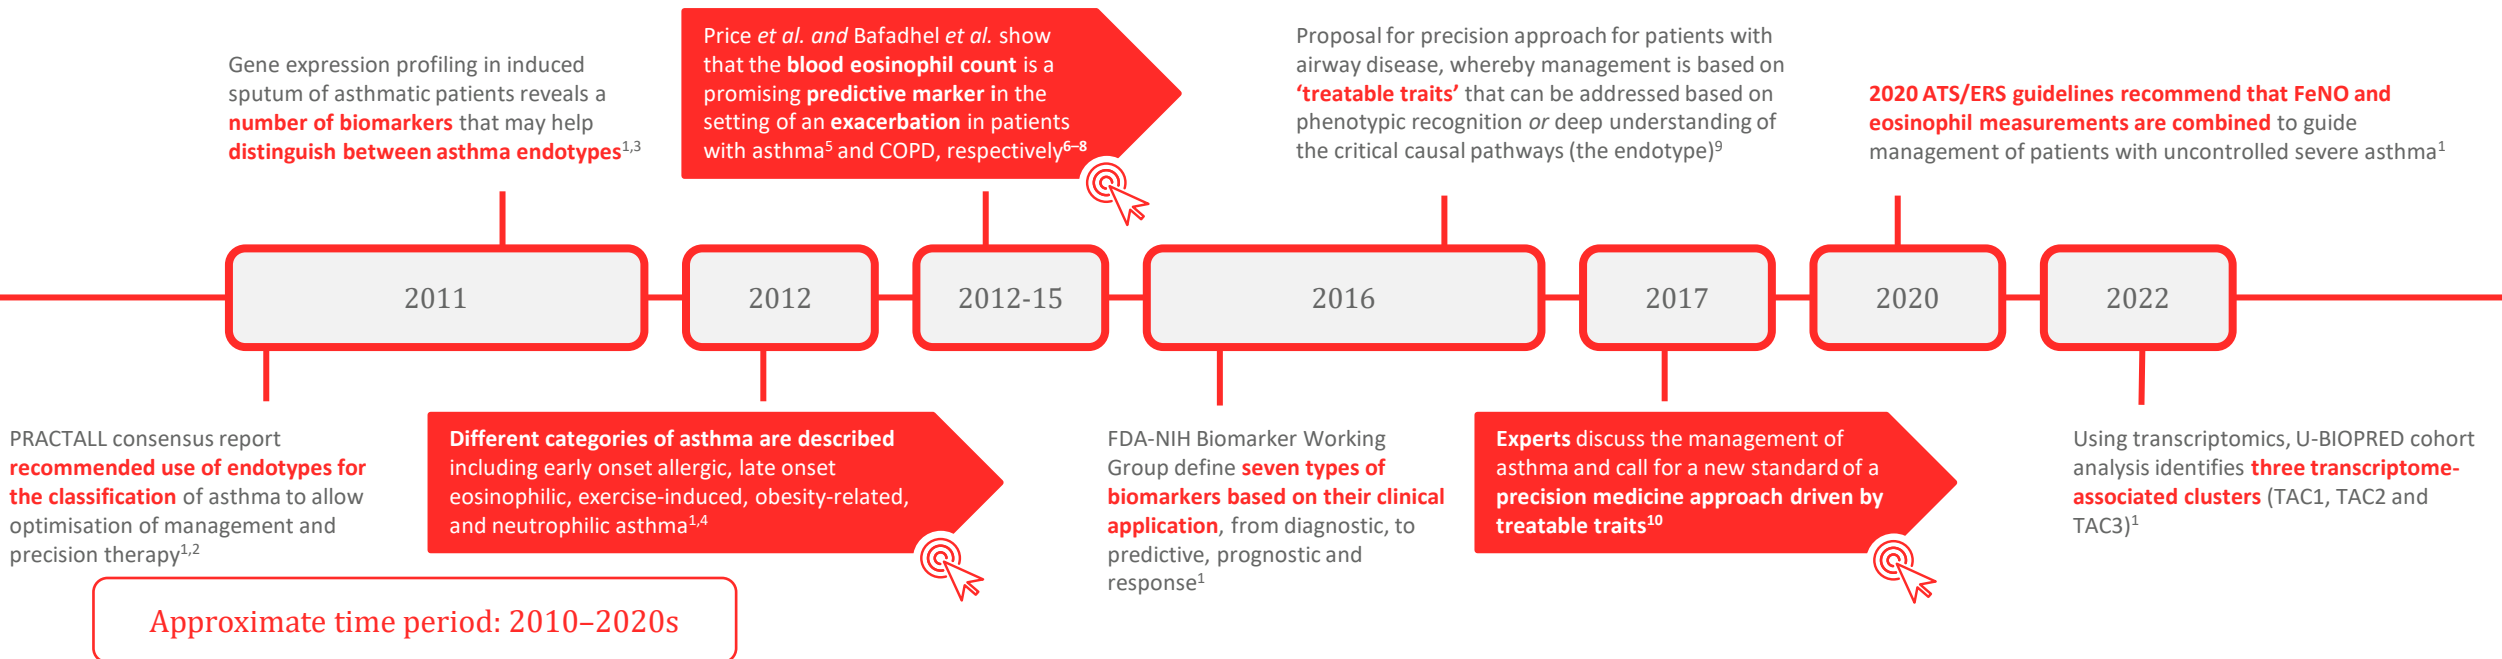 Gene expression profiling in induced
sputum of asthmatic patients reveals a
number of biomarkers that may help
distinguish between asthma endotypes1,3
Price et al. and Bafadhel et al. show
that the blood eosinophil count is a
promising predictive marker in the
setting of an exacerbation in patients
with asthma5 and COPD, respectively6–8
Proposal for precision approach for patients with
airway disease, whereby management is based on
‘treatable traits’ that can be addressed based on
phenotypic recognition or deep understanding of
the critical causal pathways (the endotype)9
2020 ATS/ERS guidelines recommend that FeNO and
eosinophil measurements are combined to guide
management of patients with uncontrolled severe asthma1
2011
2012
2012-15
2016
2017
2020
2022
PRACTALL consensus report
recommended use of endotypes for
the classification of asthma to allow
optimisation of management and
precision therapy1,2
Different categories of asthma are described
including early onset allergic, late onset
eosinophilic, exercise-induced, obesity-related,
and neutrophilic asthma1,4
FDA-NIH Biomarker Working
Group define seven types of
biomarkers based on their clinical
application, from diagnostic, to
predictive, prognostic and
response1
Experts discuss the management of
asthma and call for a new standard of a
precision medicine approach driven by
treatable traits10
Using transcriptomics, U-BIOPRED cohort
analysis identifies three transcriptome-
associated clusters (TAC1, TAC2 and
TAC3)1
Approximate time period: 2010–2020s